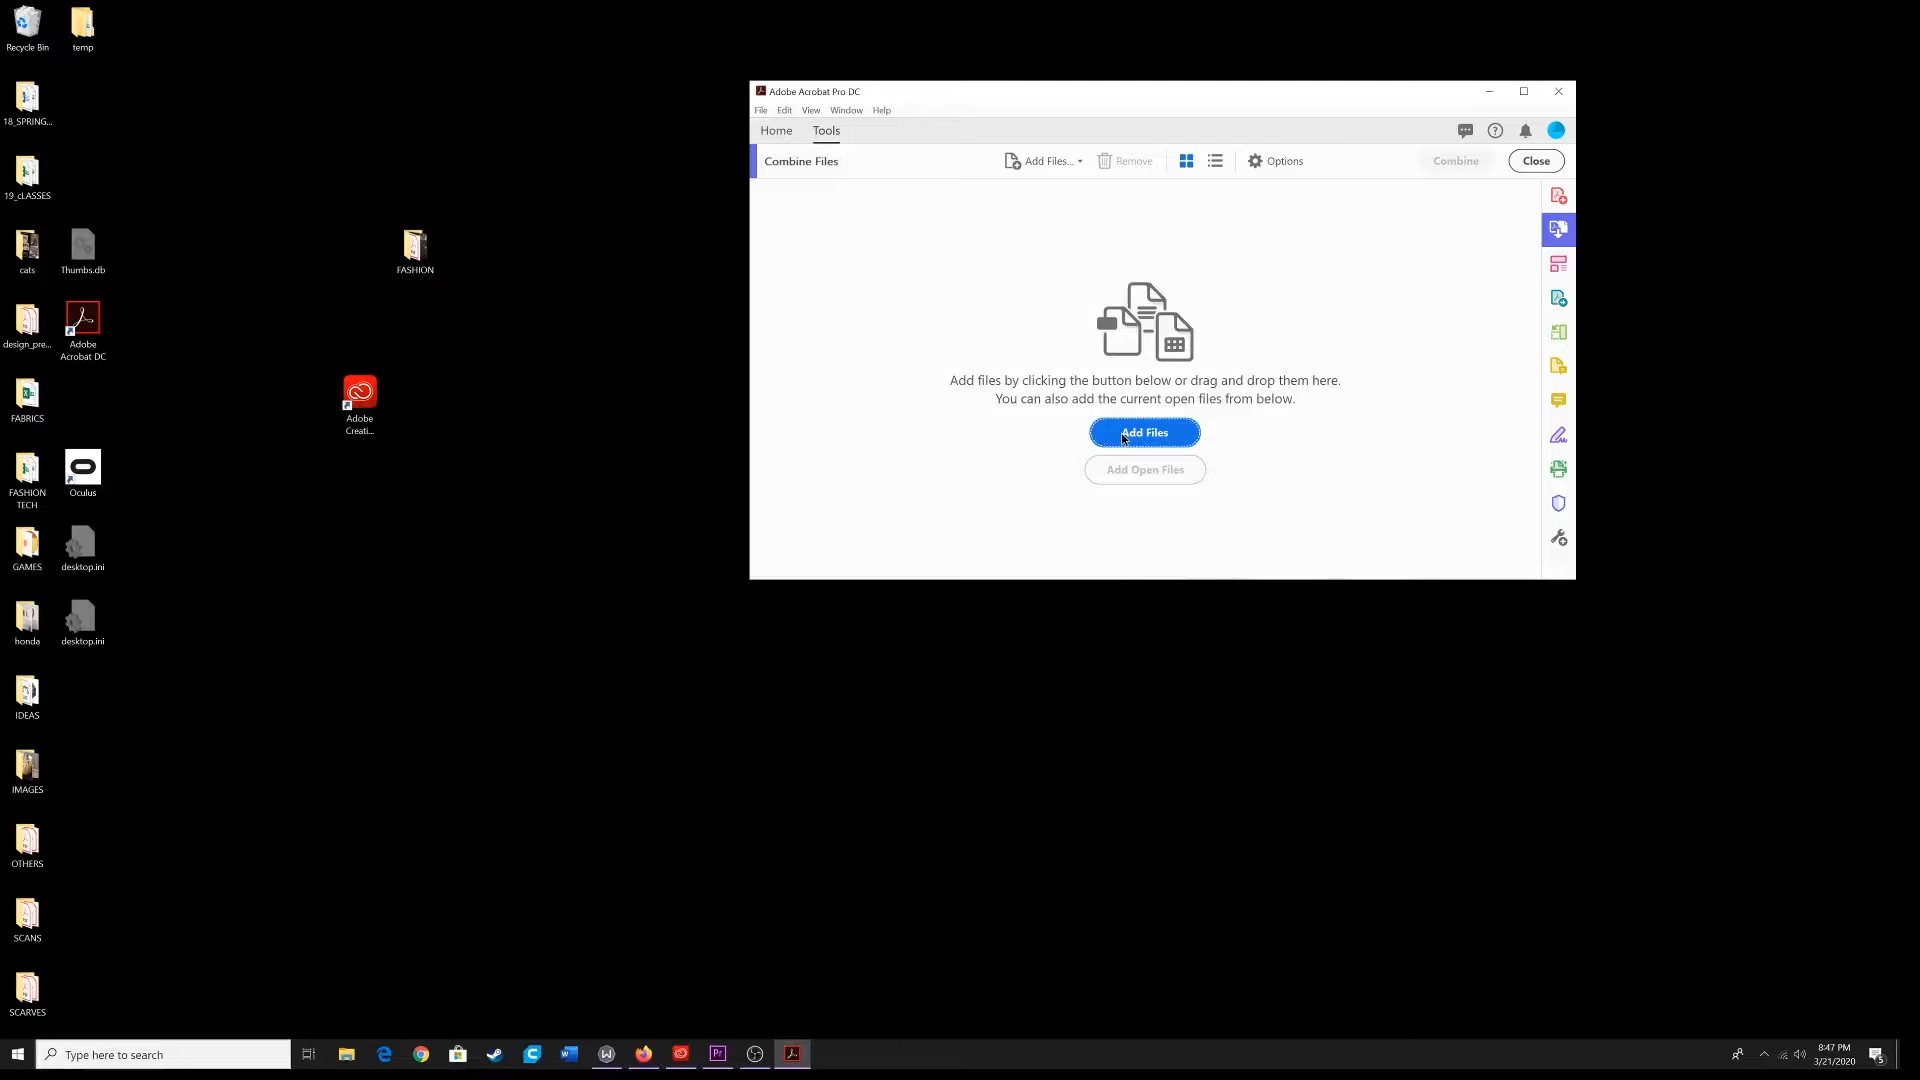 Recycle Bin
temp
18_SPRING...
19_cLASSES
cats
Thumbs.db
FASHION
design_pre...
Adobe
Acrobat DC
FABRICS
Adobe
Creati...
FASHION
TECH
Oculus
GAMES
desktop.ini
honda
desktop.ini
IDEAS
IMAGES
OTHERS
SCANS
SCARVES
Adobe Acrobat Pro DC
File Edit View Window Help
Home Tools
Combine Files Add Files... Remove Options Combine Close
Add files by clicking the button below or drag and drop them here.
You can also add the current open files from below.
Add Files
Add Open Files
Type here to search
Pr
8:47 PM
3/21/2020
5